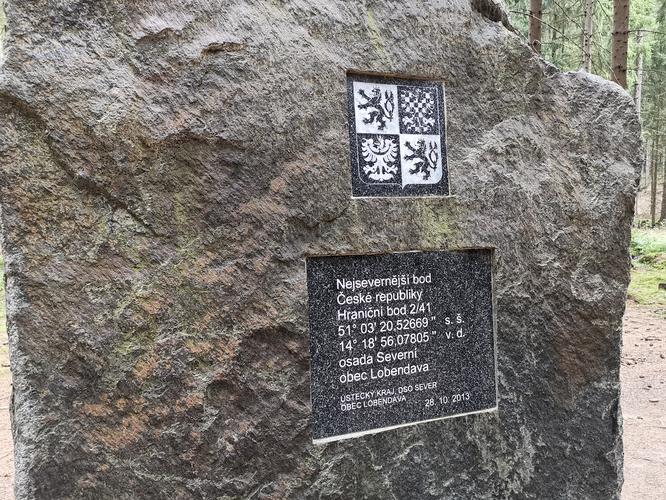 Nejsevernější bod
České republiky
Hraniční bod 2/41
51° 03' 20,52669 " s. š.
14° 18' 56,07805 " v. d.
osada Severní
obec Lobendava
ÚSTECKÝ KRAJ, DSO SEVER
OBEC LOBENDAVA 28. 10. 2013